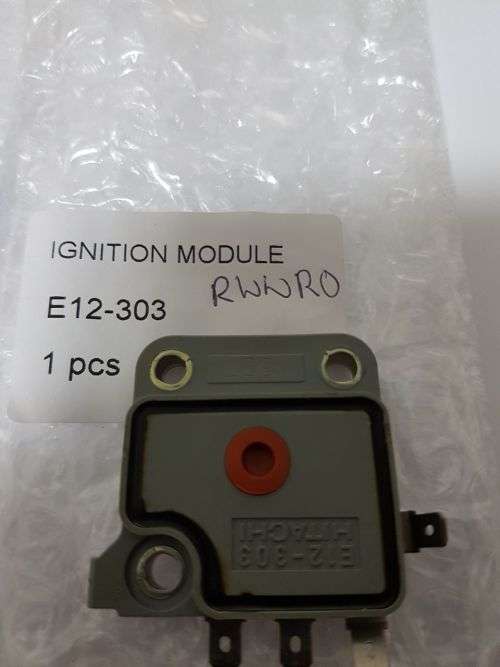 IGNITION MODULE
E12-303
RWWRO
1 pcs
E12-303
HITACHI